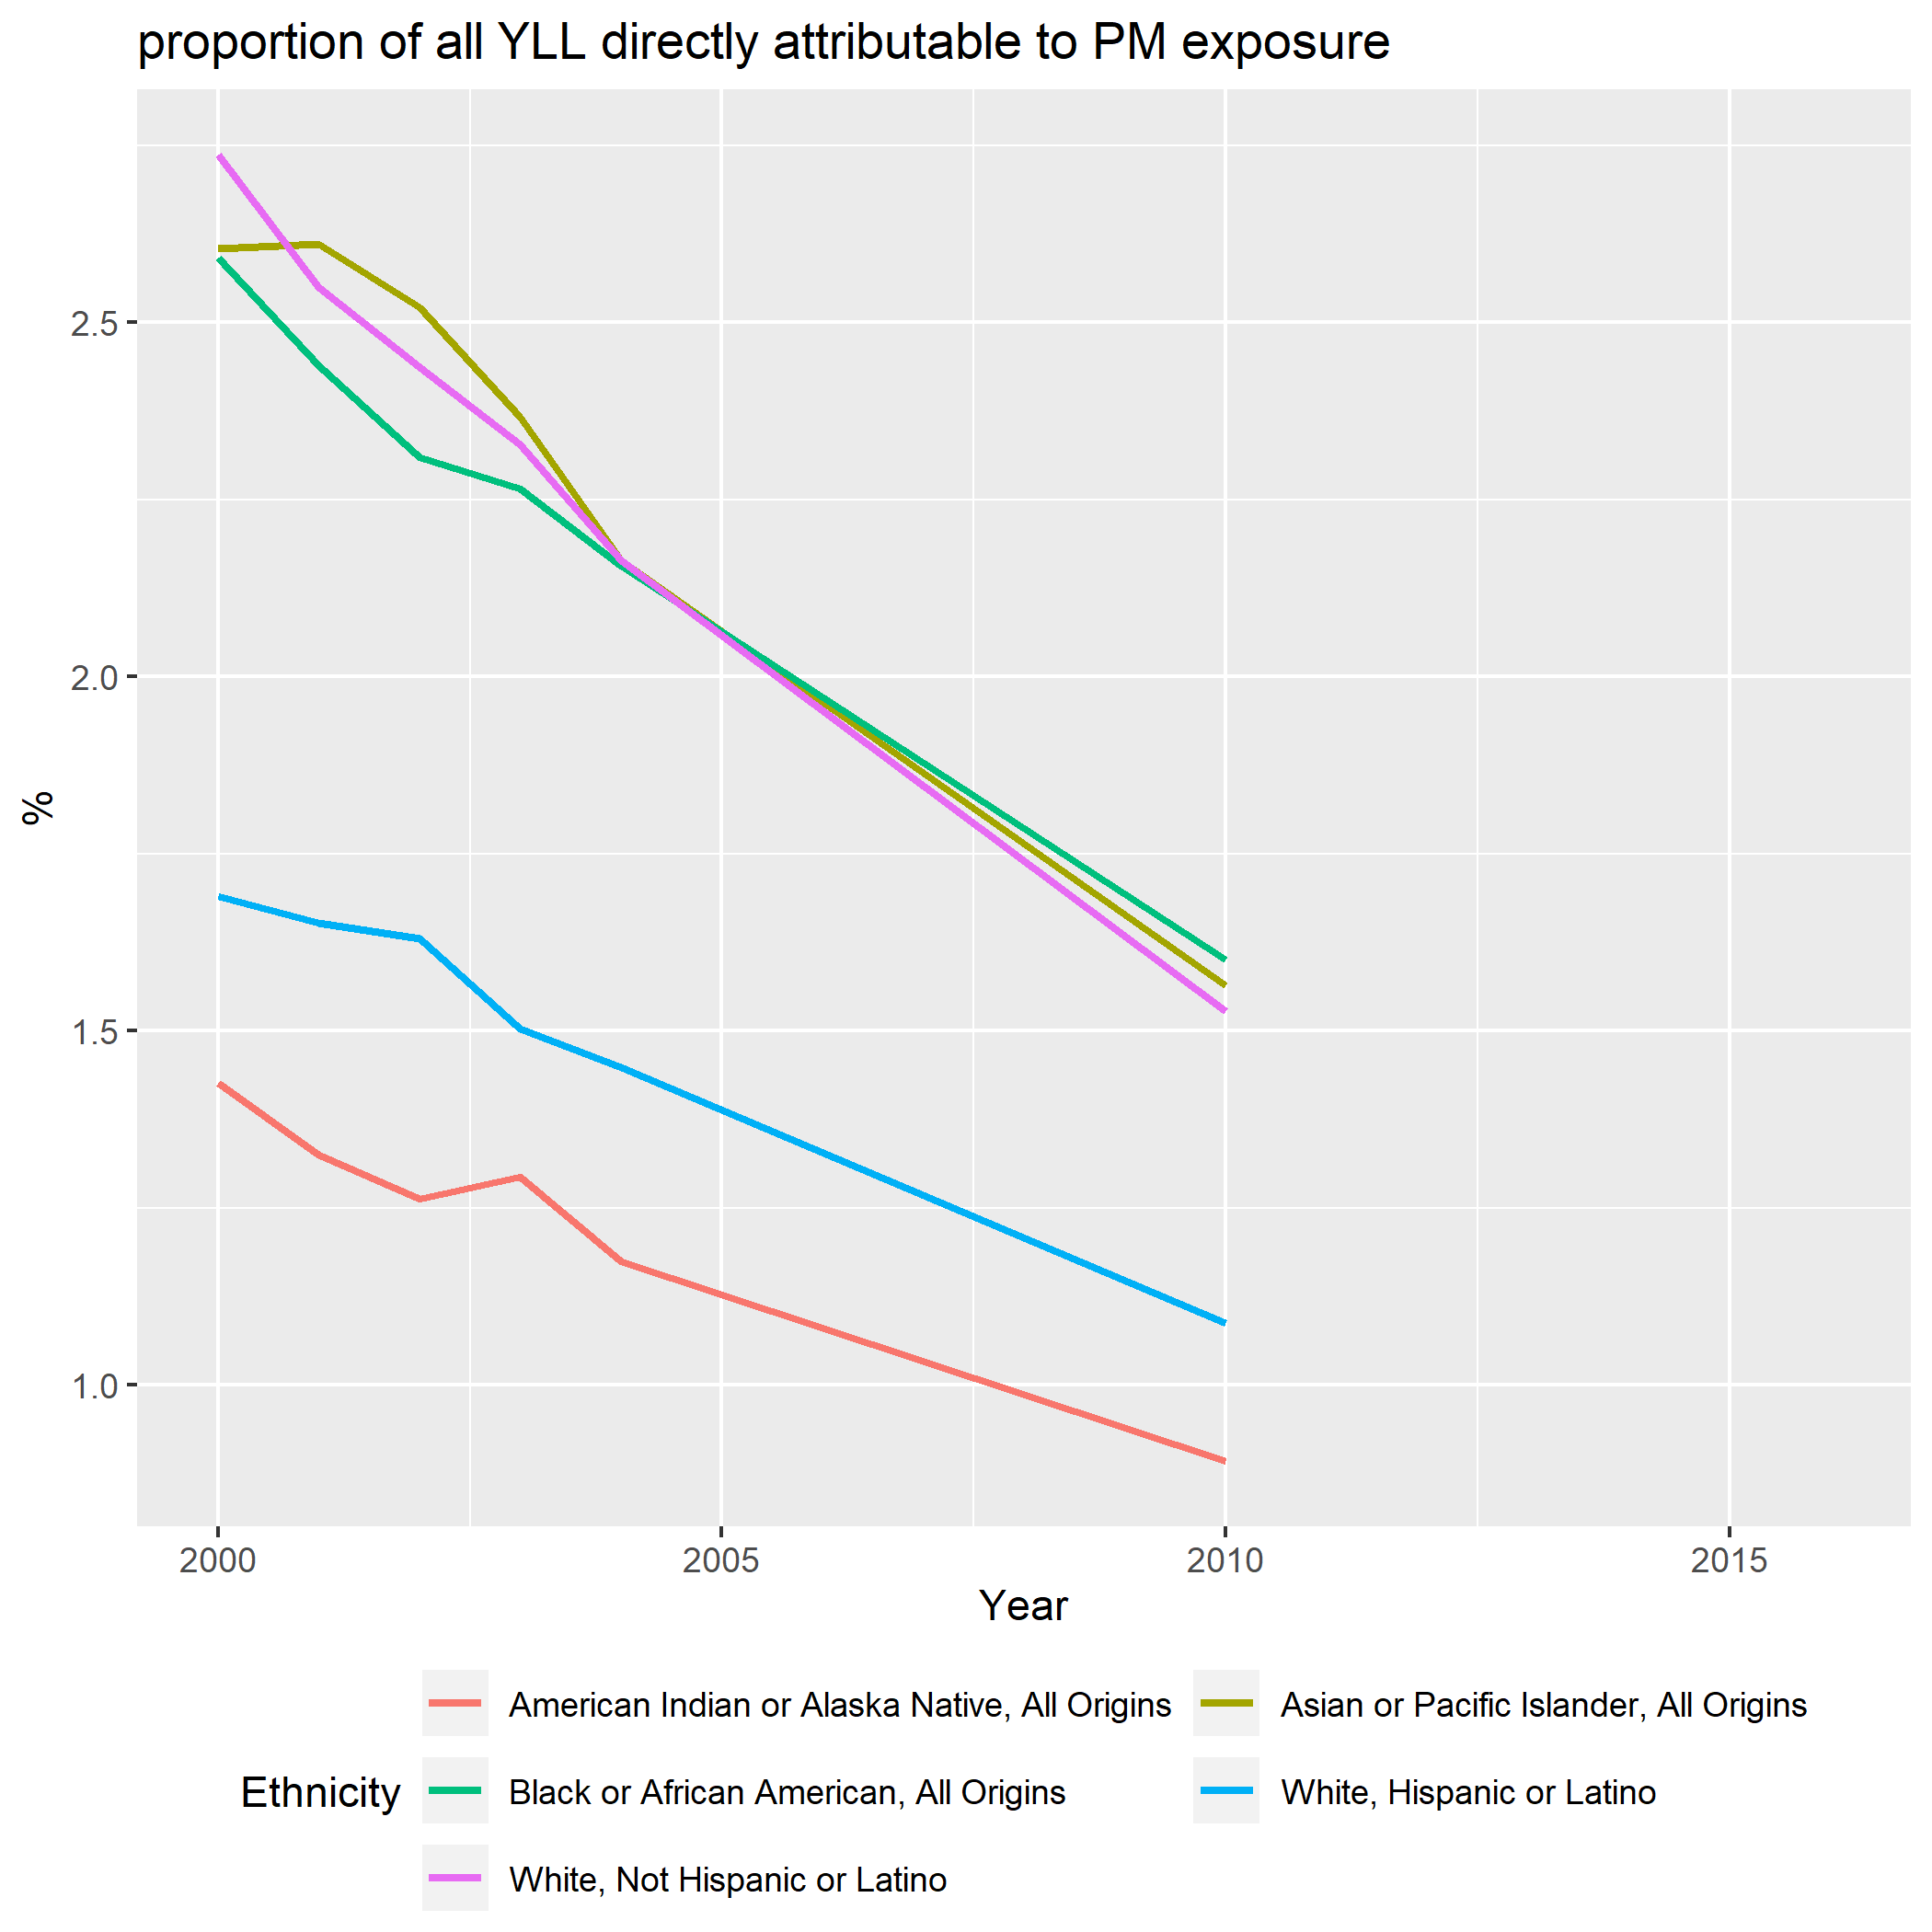 proportion of all YLL directly attributable to PM exposure
%
2.5
2.0
1.5
1.0
2000 2005 2010 2015
Year
Ethnicity
American Indian or Alaska Native, All Origins
Asian or Pacific Islander, All Origins
Black or African American, All Origins
White, Hispanic or Latino
White, Not Hispanic or Latino